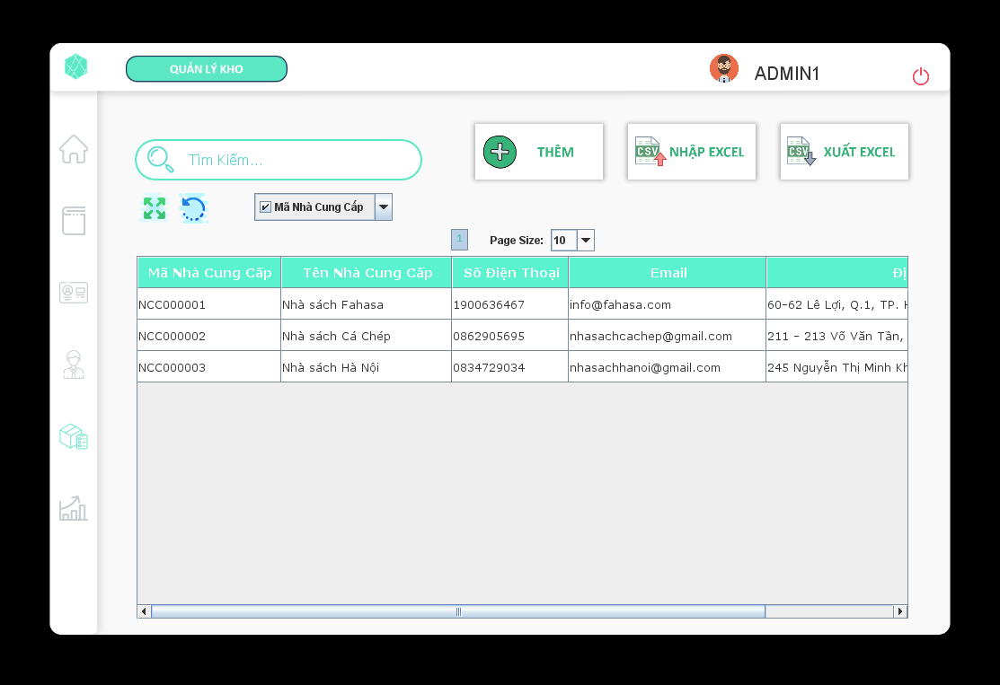 QUẢN LÝ KHO
ADMIN1
Tìm Kiếm...
THÊM
CSV NHẬP EXCEL
CSV XUẤT EXCEL
Mã Nhà Cung Cấp
1 Page Size: 10
Mã Nhà Cung Cấp Tên Nhà Cung Cấp Số Điện Thoại Email Đị
NCC000001 Nhà sách Fahasa 1900636467 info@fahasa.com 60-62 Lê Lợi, Q.1, TP. H
NCC000002 Nhà sách Cá Chép 0862905695 nhasachcachep@gmail.com 211 - 213 Võ Văn Tần,
NCC000003 Nhà sách Hà Nội 0834729034 nhasachhanoi@gmail.com 245 Nguyễn Thị Minh Kh